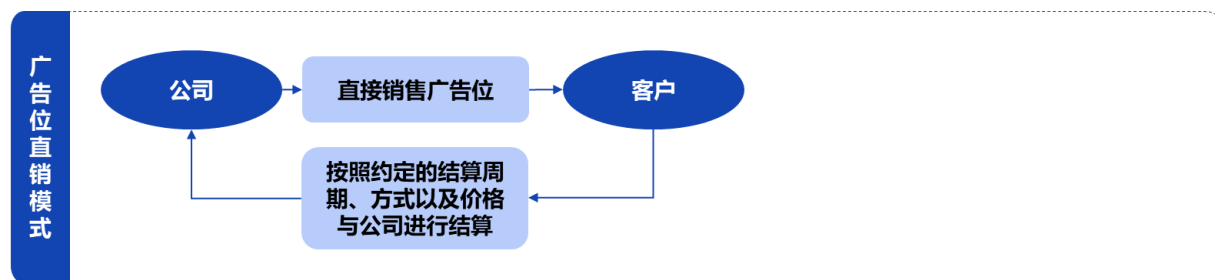 广告位直销模式
公司
直接销售广告位
客户
按照约定的结算周
期、方式以及价格
与公司进行结算